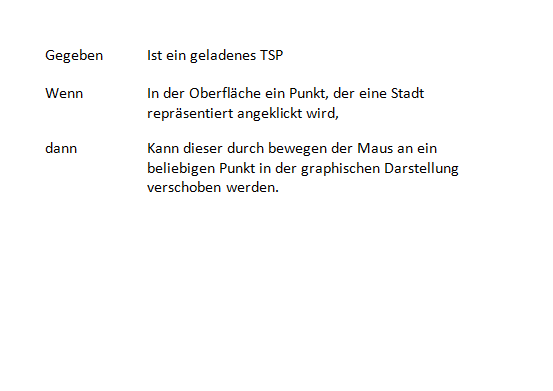 Gegeben Ist ein geladenes TSP
Wenn In der Oberfläche ein Punkt, der eine Stadt
repräsentiert angeklickt wird,
dann Kann dieser durch bewegen der Maus an ein
beliebigen Punkt in der graphischen Darstellung
verschoben werden.